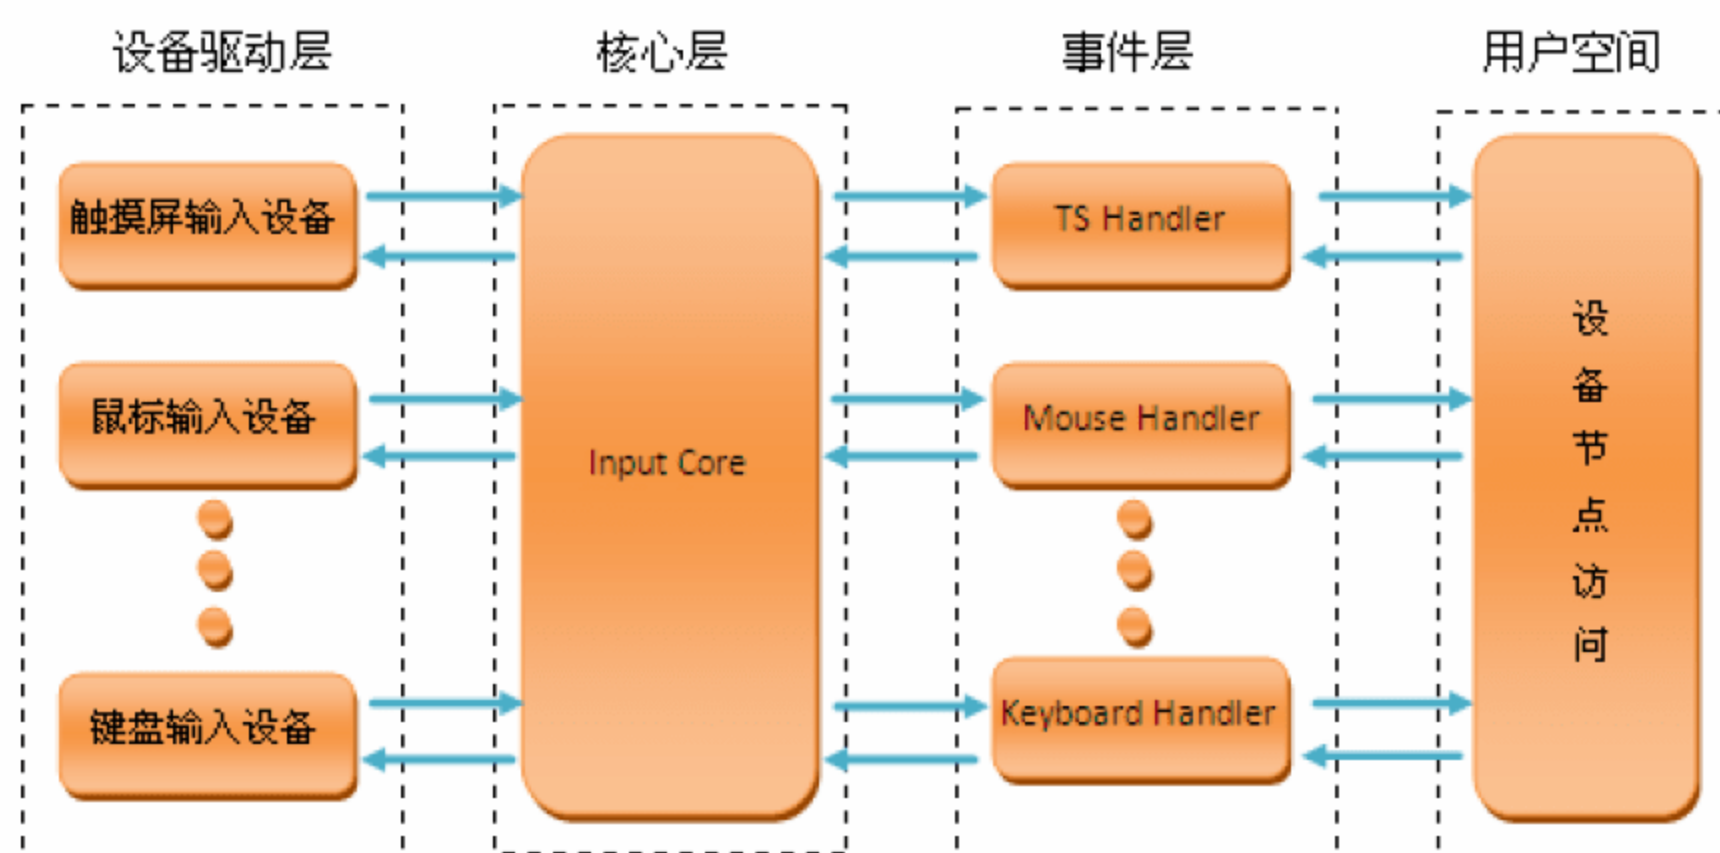 设备驱动层
核心层
事件层
用户空间
触摸屏输入设备
鼠标输入设备
键盘输入设备
Input Core
TS Handler
Mouse Handler
Keyboard Handler
设备节点访问